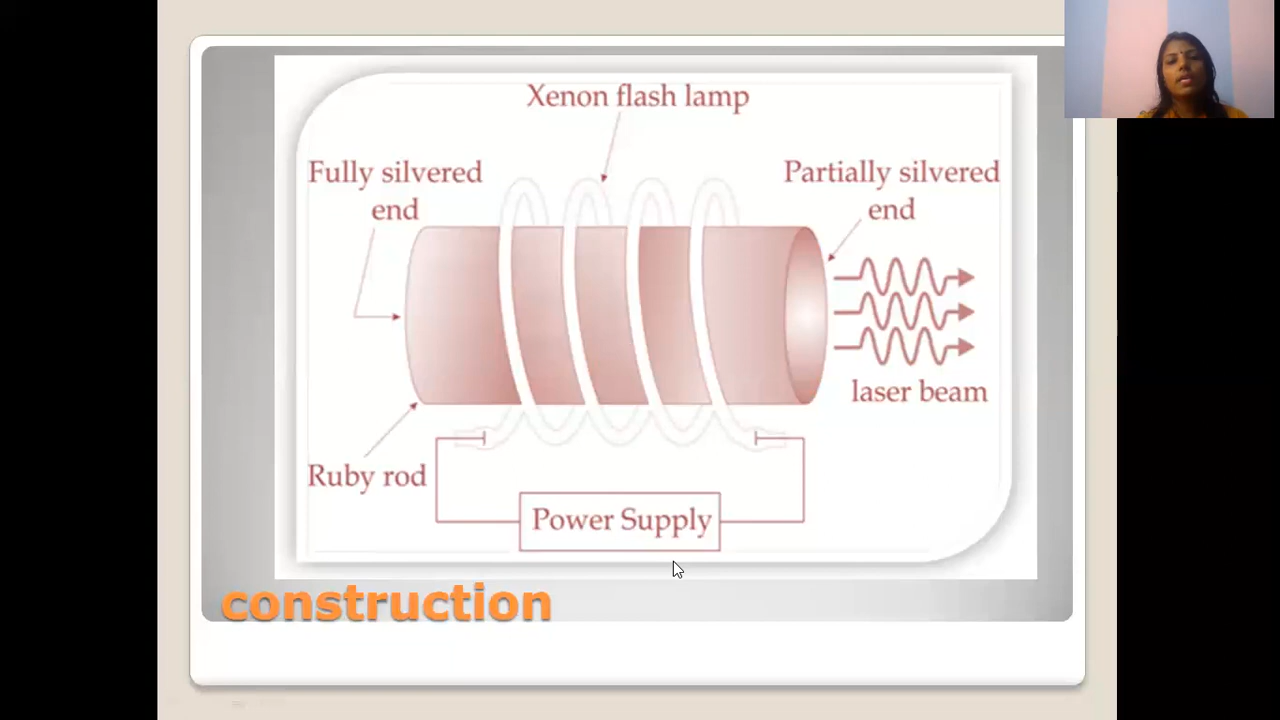 Xenon flash lamp
Fully silvered
end
Partially silvered
end
laser beam
Ruby rod
Power Supply
construction